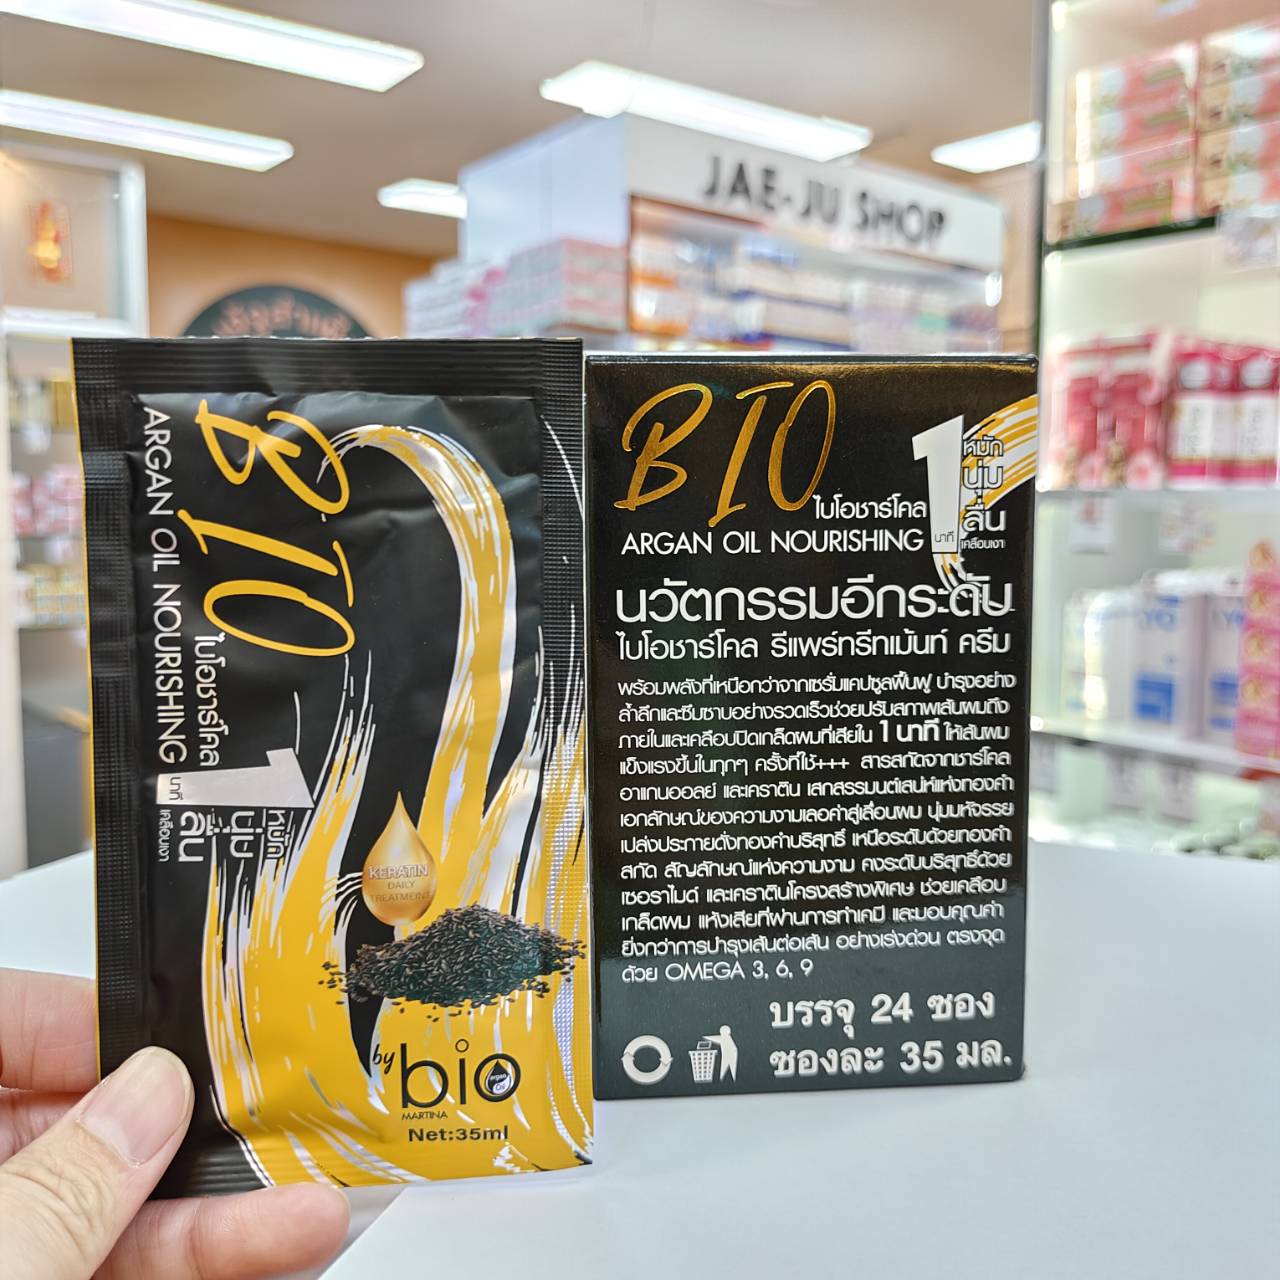 JAE-JU SHOP
BIO
ไบโอชาร์โคล
ARGAN OIL NOURISHING
1
นาที
หมัก
นุ่ม
ลื่น
เคลือบเงา
KERATIN
DAILY
TREATMENT
by bio
argan
MARTINA
Net:35ml
BIO
ไบโอชาร์โคล
ARGAN OIL NOURISHING
1
นาที
หมัก
นุ่ม
ลื่น
เคลือบเงา
นวัตกรรมอีกระดับ
ไบโอชาร์โคล รีแพร์ทรีทเม้นท์ ครีม
พร้อมพลังที่เหนือกว่าจากเซรั่มแคปซูลฟื้นฟู บำรุงอย่าง
ล้ำลึกและซึมซาบอย่างรวดเร็วช่วยปรับสภาพเส้นผมถึง
ภายในและเคลือบปิดเกล็ดผมที่เสียใน 1 นาที ให้เส้นผม
แข็งแรงขึ้นในทุกๆ ครั้งที่ใช้+++ สารสกัดจากชาร์โคล
อาแกนออลย์ และเคราติน เสกสรรมนต์เสน่ห์แห่งทองคำ
เอกลักษณ์ของความงามเลอค่าสู่เลื่อนผม นุ่มมหัจรรย
เปล่งประกายดั่งทองคำบริสุทธิ์ เหนือระดับด้วยทองคำ
สกัด สัญลักษณ์แห่งความงาม คงระดับบริสุทธิ์ด้วย
เซอราไมด์ และเคราตินโครงสร้างพิเศษ ช่วยเคลือบ
เกล็ดผม แห้งเสียที่ผ่านการทำเคมี และมอบคุณค่า
ยิ่งกว่าการบำรุงเส้นต่อเส้น อย่างเร่งด่วน ตรงจุด
ด้วย OMEGA 3, 6, 9
บรรจุ 24 ซอง
ซองละ 35 มล.